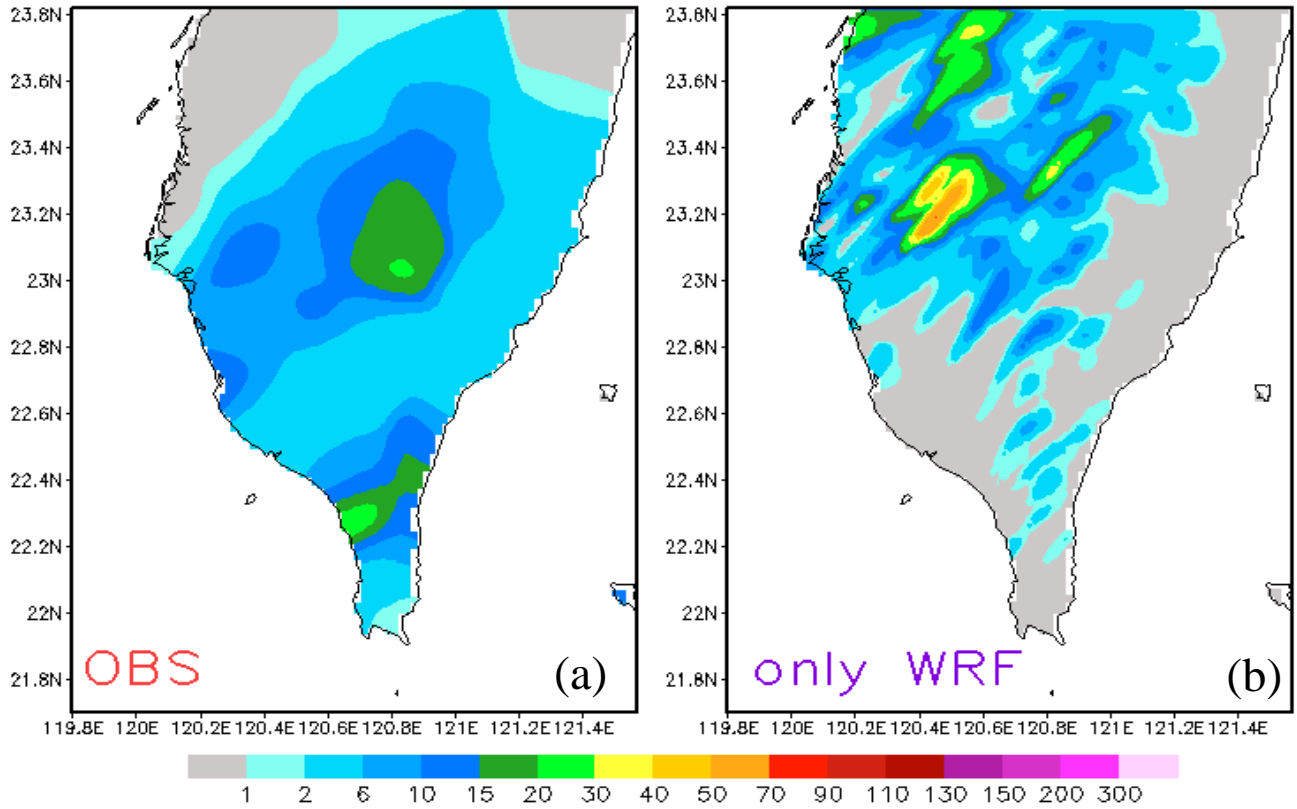 23.8N
23.6N
23.4N
23.2N
23N
22.8N
22.6N
22.4N
22.2N
22N
21.8N
OBS
(a)
119.8E 120E 120.2E 120.4E 120.6E 120.8E 121E 121.2E 121.4E
23.8N
23.6N
23.4N
23.2N
23N
22.8N
22.6N
22.4N
22.2N
22N
21.8N
only WRF
(b)
119.8E 120E 120.2E 120.4E 120.6E 120.8E 121E 121.2E 121.4E
1 2 6 10 15 20 30 40 50 70 90 110 130 150 200 300